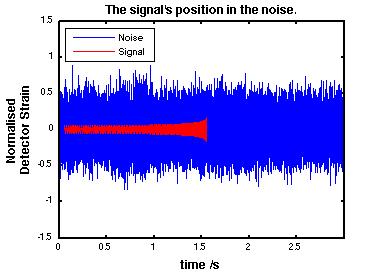 The signal's position in the noise.
1.5
Noise
Signal
1
0.5
0
-0.5
-1
-1.5
Normalised
Detector Strain
0 0.5 1 1.5 2 2.5
time /s